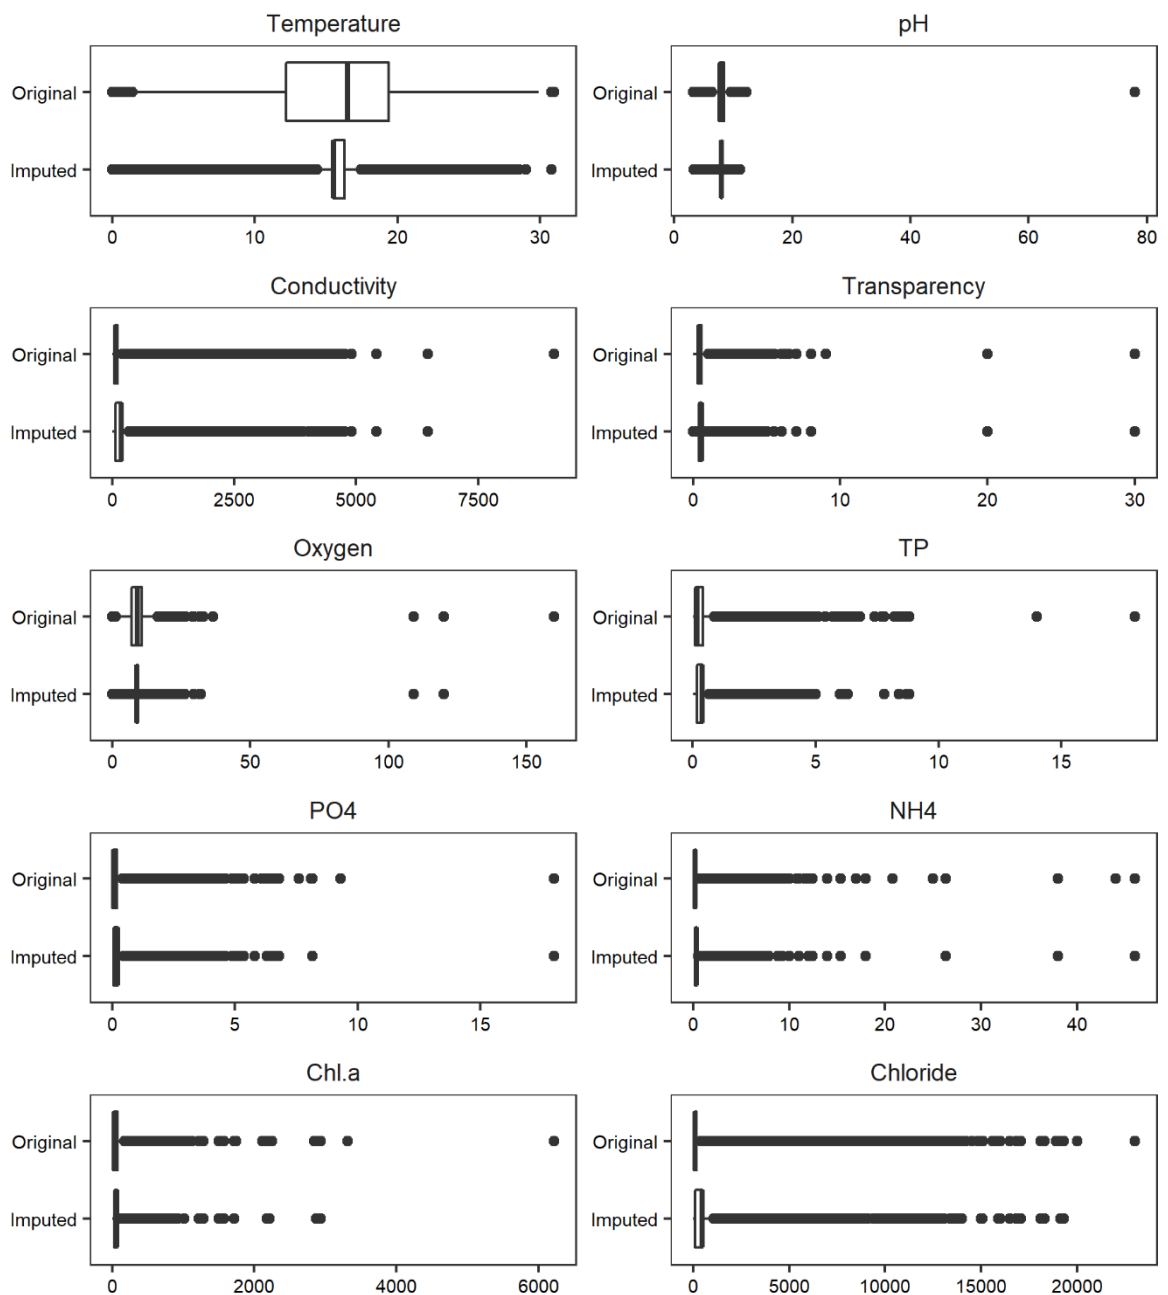 Temperature
Original
Imputed
0 10 20 30
pH
Original
Imputed
0 20 40 60 80
Conductivity
Original
Imputed
0 2500 5000 7500
Transparency
Original
Imputed
0 10 20 30
Oxygen
Original
Imputed
0 50 100 150
TP
Original
Imputed
0 5 10 15
PO4
Original
Imputed
0 5 10 15
NH4
Original
Imputed
0 10 20 30 40
Chl.a
Original
Imputed
0 2000 4000 6000
Chloride
Original
Imputed
0 5000 10000 15000 20000